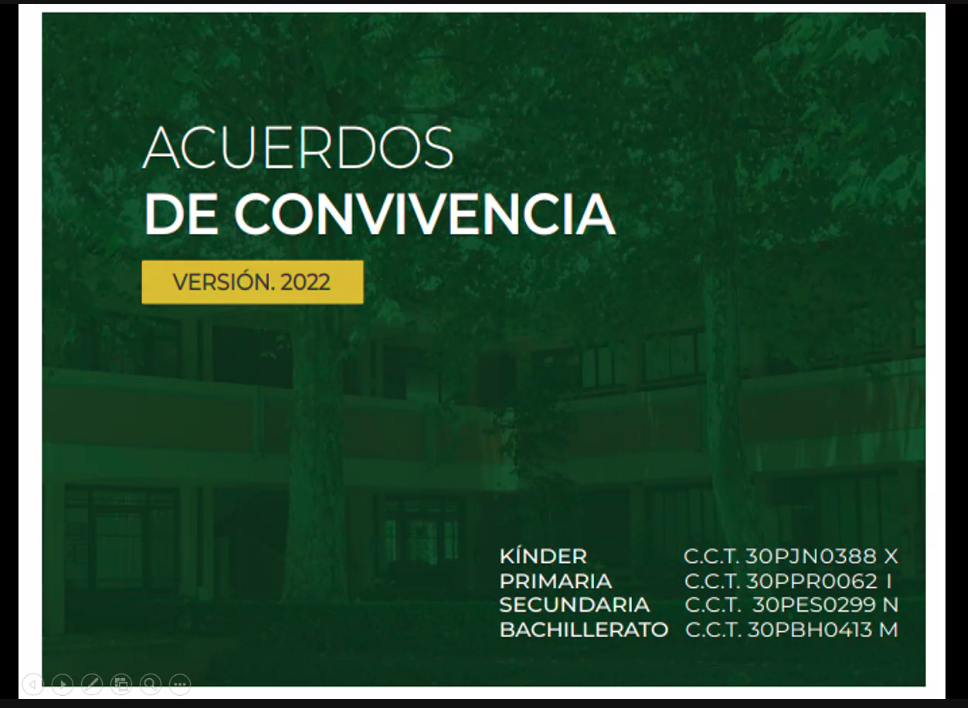 ACUERDOS
DE CONVIVENCIA
VERSIÓN. 2022
KÍNDER C.C.T. 30PJN0388 X
PRIMARIA C.C.T. 30PPR0062 I
SECUNDARIA C.C.T. 30PES0299 N
BACHILLERATO C.C.T. 30PBH0413 M